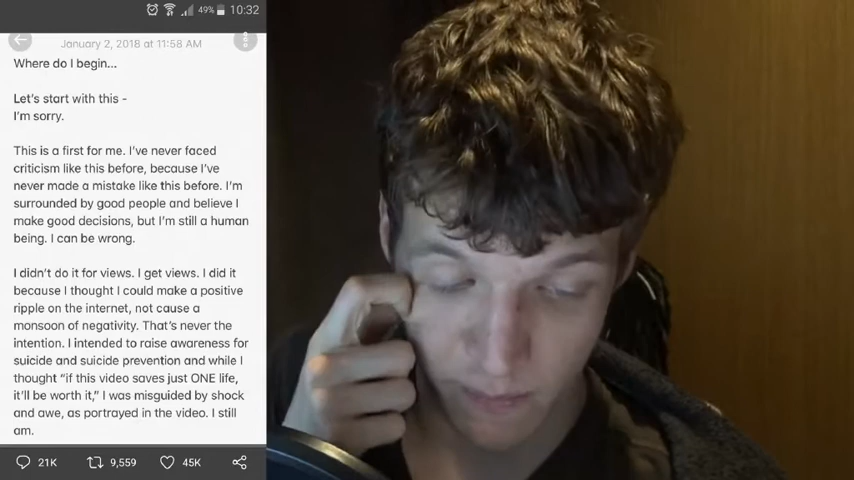 49% 10:32
January 2, 2018 at 11:58 AM
Where do I begin...
Let's start with this -
I'm sorry.
This is a first for me. I've never faced
criticism like this before, because I've
never made a mistake like this before. I'm
surrounded by good people and believe I
make good decisions, but I'm still a human
being. I can be wrong.
I didn't do it for views. I get views. I did it
because I thought I could make a positive
ripple on the internet, not cause a
monsoon of negativity. That's never the
intention. I intended to raise awareness for
suicide and suicide prevention and while I
thought "if this video saves just ONE life,
it'll be worth it," I was misguided by shock
and awe, as portrayed in the video. I still
am.
21K 9,559 45K